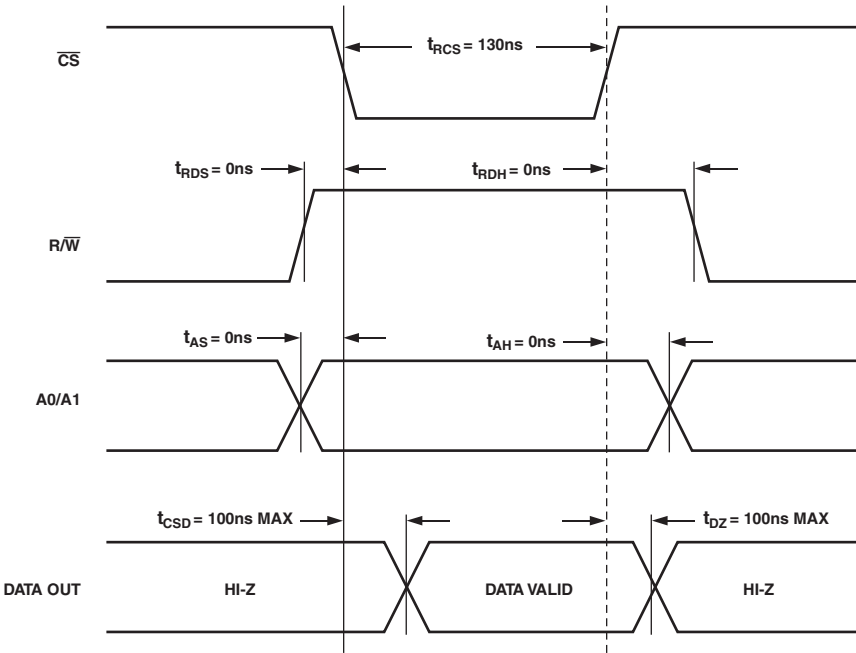 C̅S̅
tRCS = 130ns
tRDS = 0ns
tRDH = 0ns
R/W̅
tAS = 0ns
tAH = 0ns
A0/A1
tCSD = 100ns MAX
tDZ = 100ns MAX
DATA OUT
HI-Z
DATA VALID
HI-Z